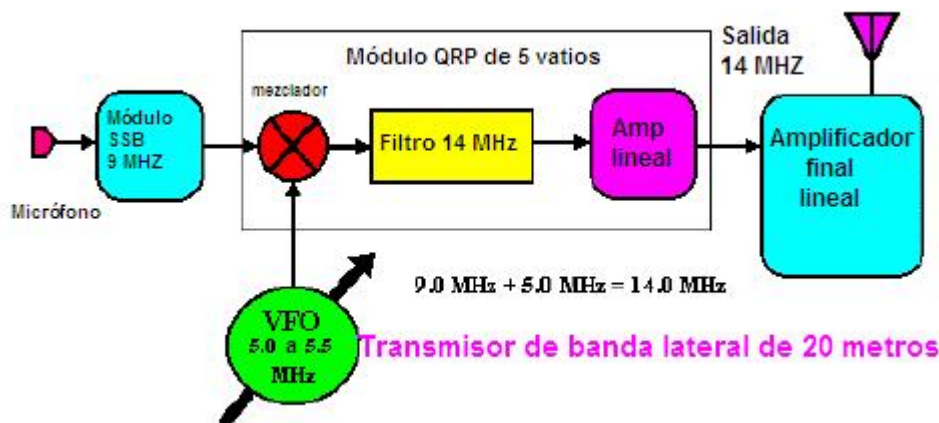 Salida
14 MHZ
Módulo QRP de 5 vatios
mezclador
Módulo
SSB
9 MHZ
Filtro 14 MHz
Amp
lineal
Amplificador
final
lineal
Micrófono
9.0 MHz + 5.0 MHz = 14.0 MHz
VFO
5.0 a 5.5
MHz
Transmisor de banda lateral de 20 metros